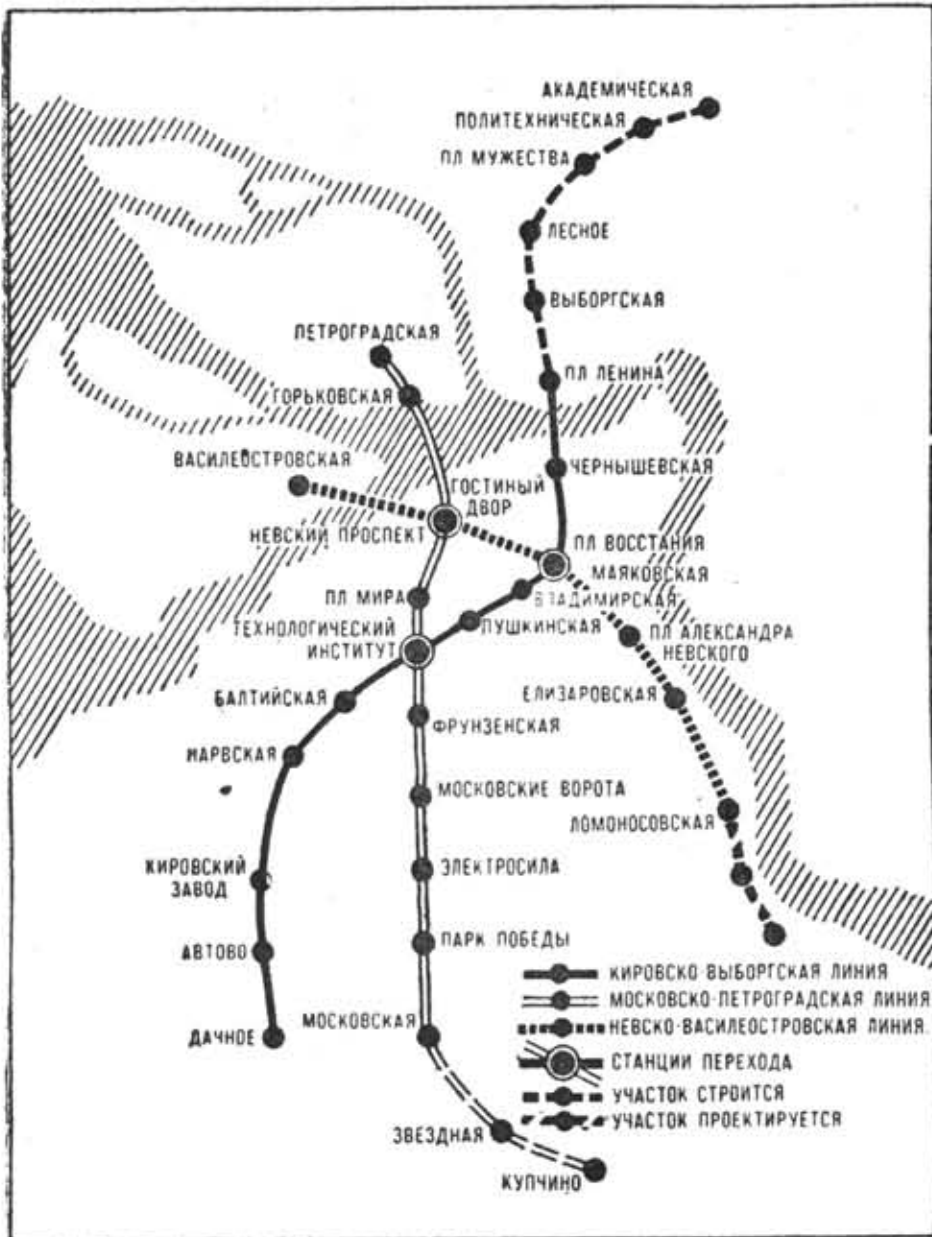 АКАДЕМИЧЕСКАЯ
ПОЛИТЕХНИЧЕСКАЯ
ПЛ МУЖЕСТВА
ЛЕСНОЕ
ВЫБОРГСКАЯ
ПЕТРОГРАДСКАЯ
ПЛ ЛЕНИНА
ГОРЬКОВСКАЯ
ВАСИЛЕОСТРОВСКАЯ
ЧЕРНЫШЕВСКАЯ
ГОСТИНЫЙ
ДВОР
НЕВСКИЙ ПРОСПЕКТ
ПЛ ВОССТАНИЯ
МАЯКОВСКАЯ
ВЛАДИМИРСКАЯ
ПЛ МИРА
ПУШКИНСКАЯ
ТЕХНОЛОГИЧЕСКИЙ
ИНСТИТУТ
ПЛ АЛЕКСАНДРА
НЕВСКОГО
БАЛТИЙСКАЯ
ЕЛИЗАРОВСКАЯ
ФРУНЗЕНСКАЯ
НАРВСКАЯ
МОСКОВСКИЕ ВОРОТА
ЛОМОНОСОВСКАЯ
КИРОВСКИЙ
ЗАВОД
ЭЛЕКТРОСИЛА
АВТОВО
ПАРК ПОБЕДЫ
ДАЧНОЕ
МОСКОВСКАЯ
ЗВЕЗДНАЯ
КУПЧИНО
КИРОВСКО-ВЫБОРГСКАЯ ЛИНИЯ
МОСКОВСКО-ПЕТРОГРАДСКАЯ ЛИНИЯ
НЕВСКО-ВАСИЛЕОСТРОВСКАЯ ЛИНИЯ.
СТАНЦИИ ПЕРЕХОДА
УЧАСТОК СТРОИТСЯ
УЧАСТОК ПРОЕКТИРУЕТСЯ